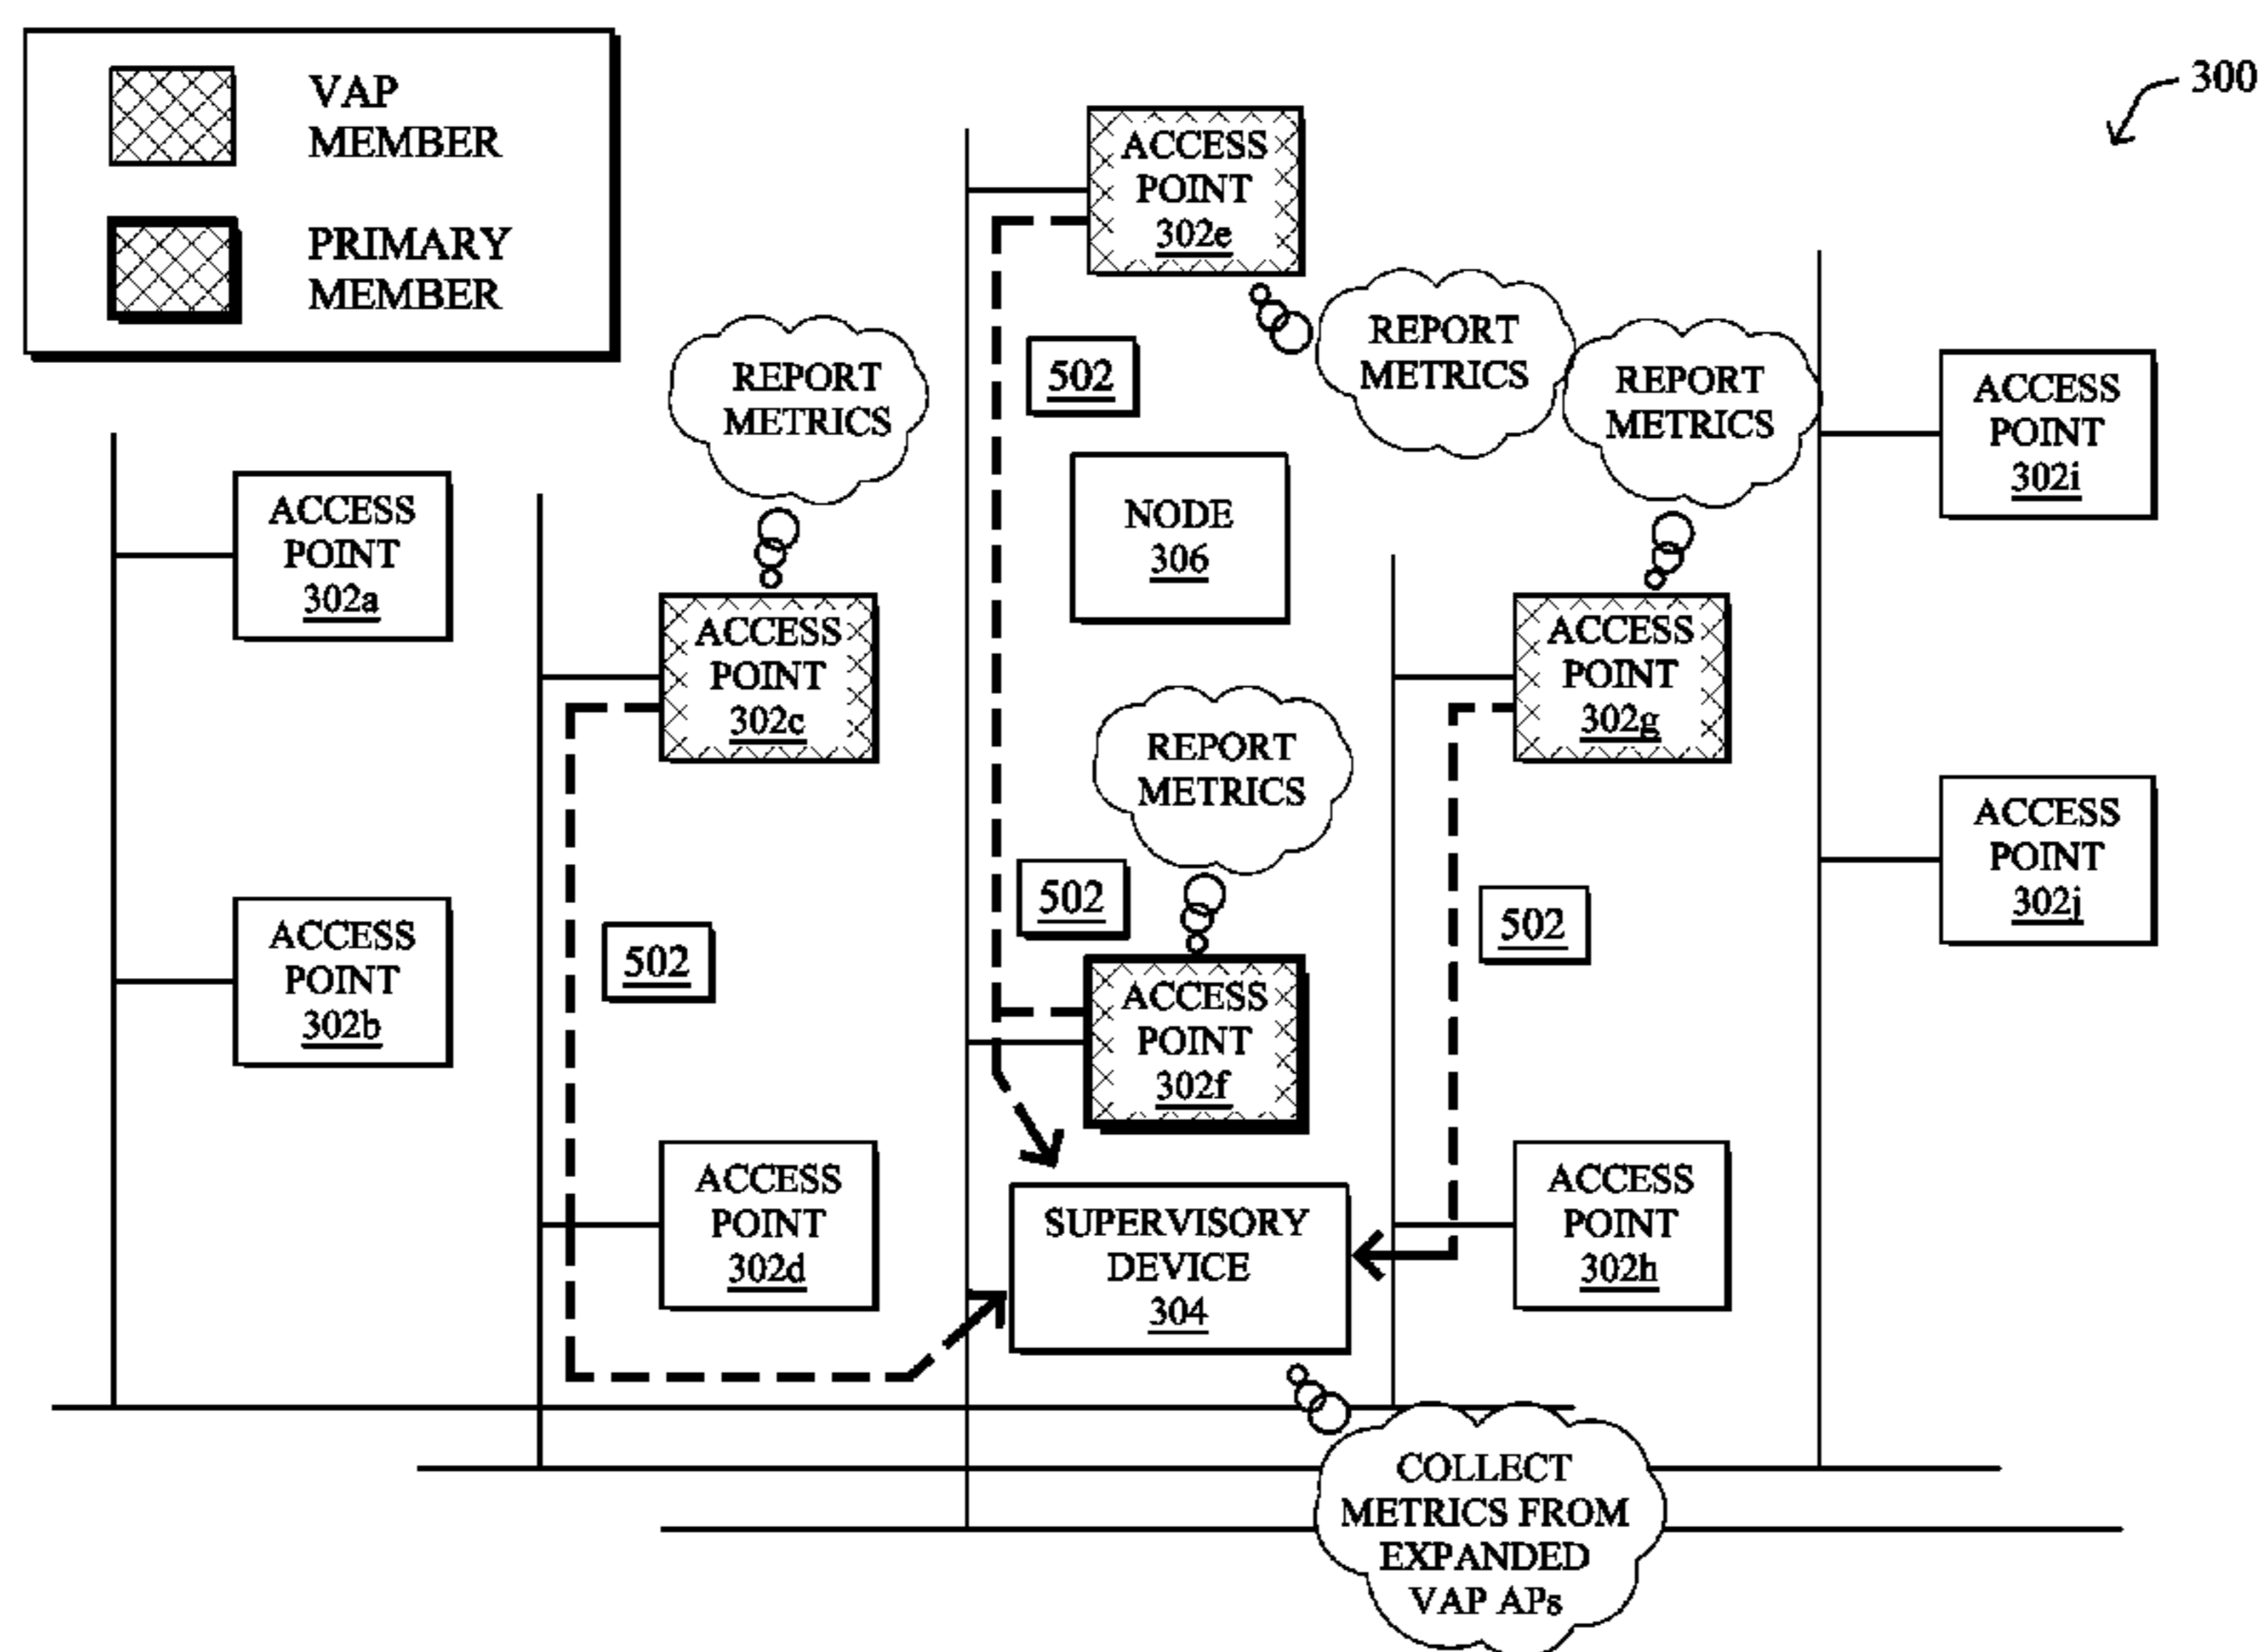 VAP
MEMBER
PRIMARY
MEMBER
300
ACCESS
POINT
302e
REPORT
METRICS
502
REPORT
METRICS
REPORT
METRICS
ACCESS
POINT
302i
ACCESS
POINT
302a
NODE
306
ACCESS
POINT
302c
ACCESS
POINT
302g
REPORT
METRICS
ACCESS
POINT
302j
502
502
502
ACCESS
POINT
302b
ACCESS
POINT
302f
ACCESS
POINT
302d
SUPERVISORY
DEVICE
304
ACCESS
POINT
302h
COLLECT
METRICS FROM
EXPANDED
VAP APs